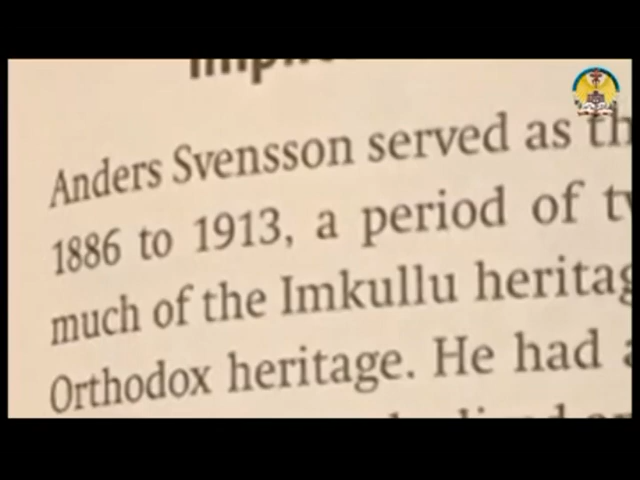 Anders Svensson served as
1886 to 1913, a period of
much of the Imkullu
Orthodox heritage. He had